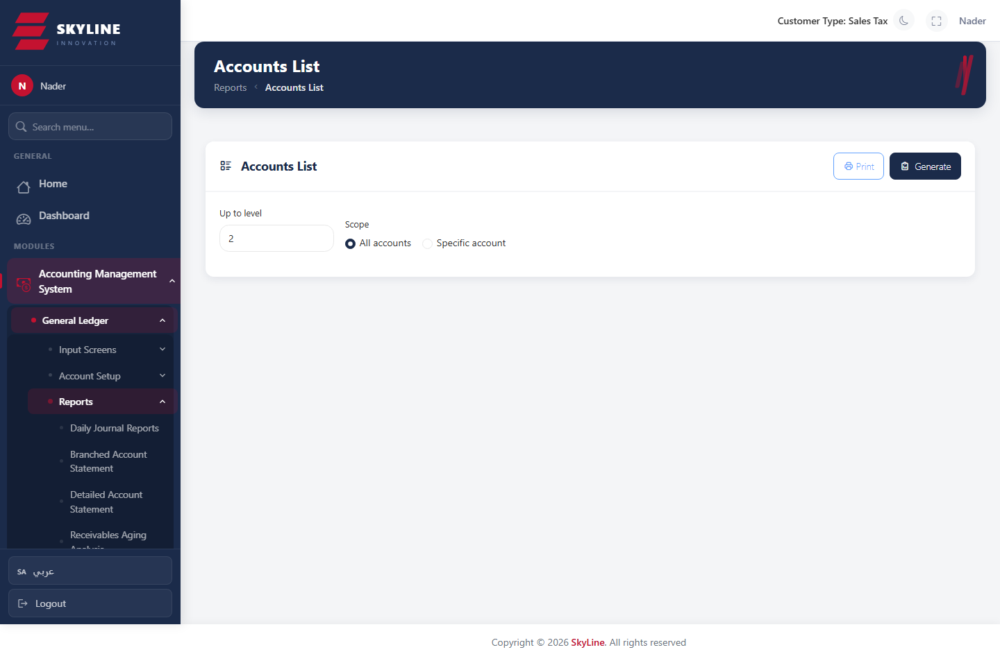 SKYLINE
INNOVATION
N Nader
Search menu...
GENERAL
Home
Dashboard
MODULES
Accounting Management
System
General Ledger
Input Screens
Account Setup
Reports
Daily Journal Reports
Branched Account
Statement
Detailed Account
Statement
Receivables Aging
Analysis
SA عربي
Logout
Customer Type: Sales Tax
Nader
Accounts List
Reports
Accounts List
Accounts List
Print
Generate
Up to level
2
Scope
All accounts
Specific account
Copyright © 2026 SkyLine. All rights reserved